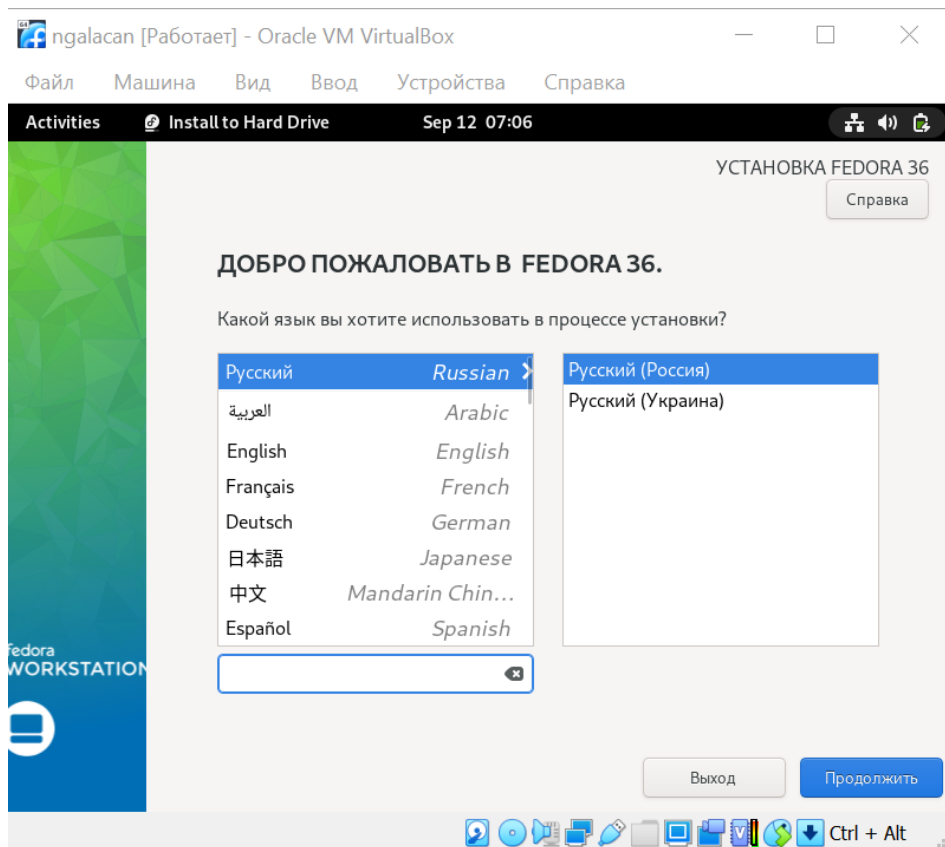 ngalacan [Работает] - Oracle VM VirtualBox
Файл Машина Вид Ввод Устройства Справка
Activities Install to Hard Drive Sep 12 07:06
УСТАНОВКА FEDORA 36
Справка
ДОБРО ПОЖАЛОВАТЬ В FEDORA 36.
Какой язык вы хотите использовать в процессе установки?
Русский Russian
العربية Arabic
English English
Français French
Deutsch German
日本語 Japanese
中文 Mandarin Chin...
Español Spanish
Русский (Россия)
Русский (Украина)
fedora
WORKSTATION
Выход Продолжить
Ctrl + Alt